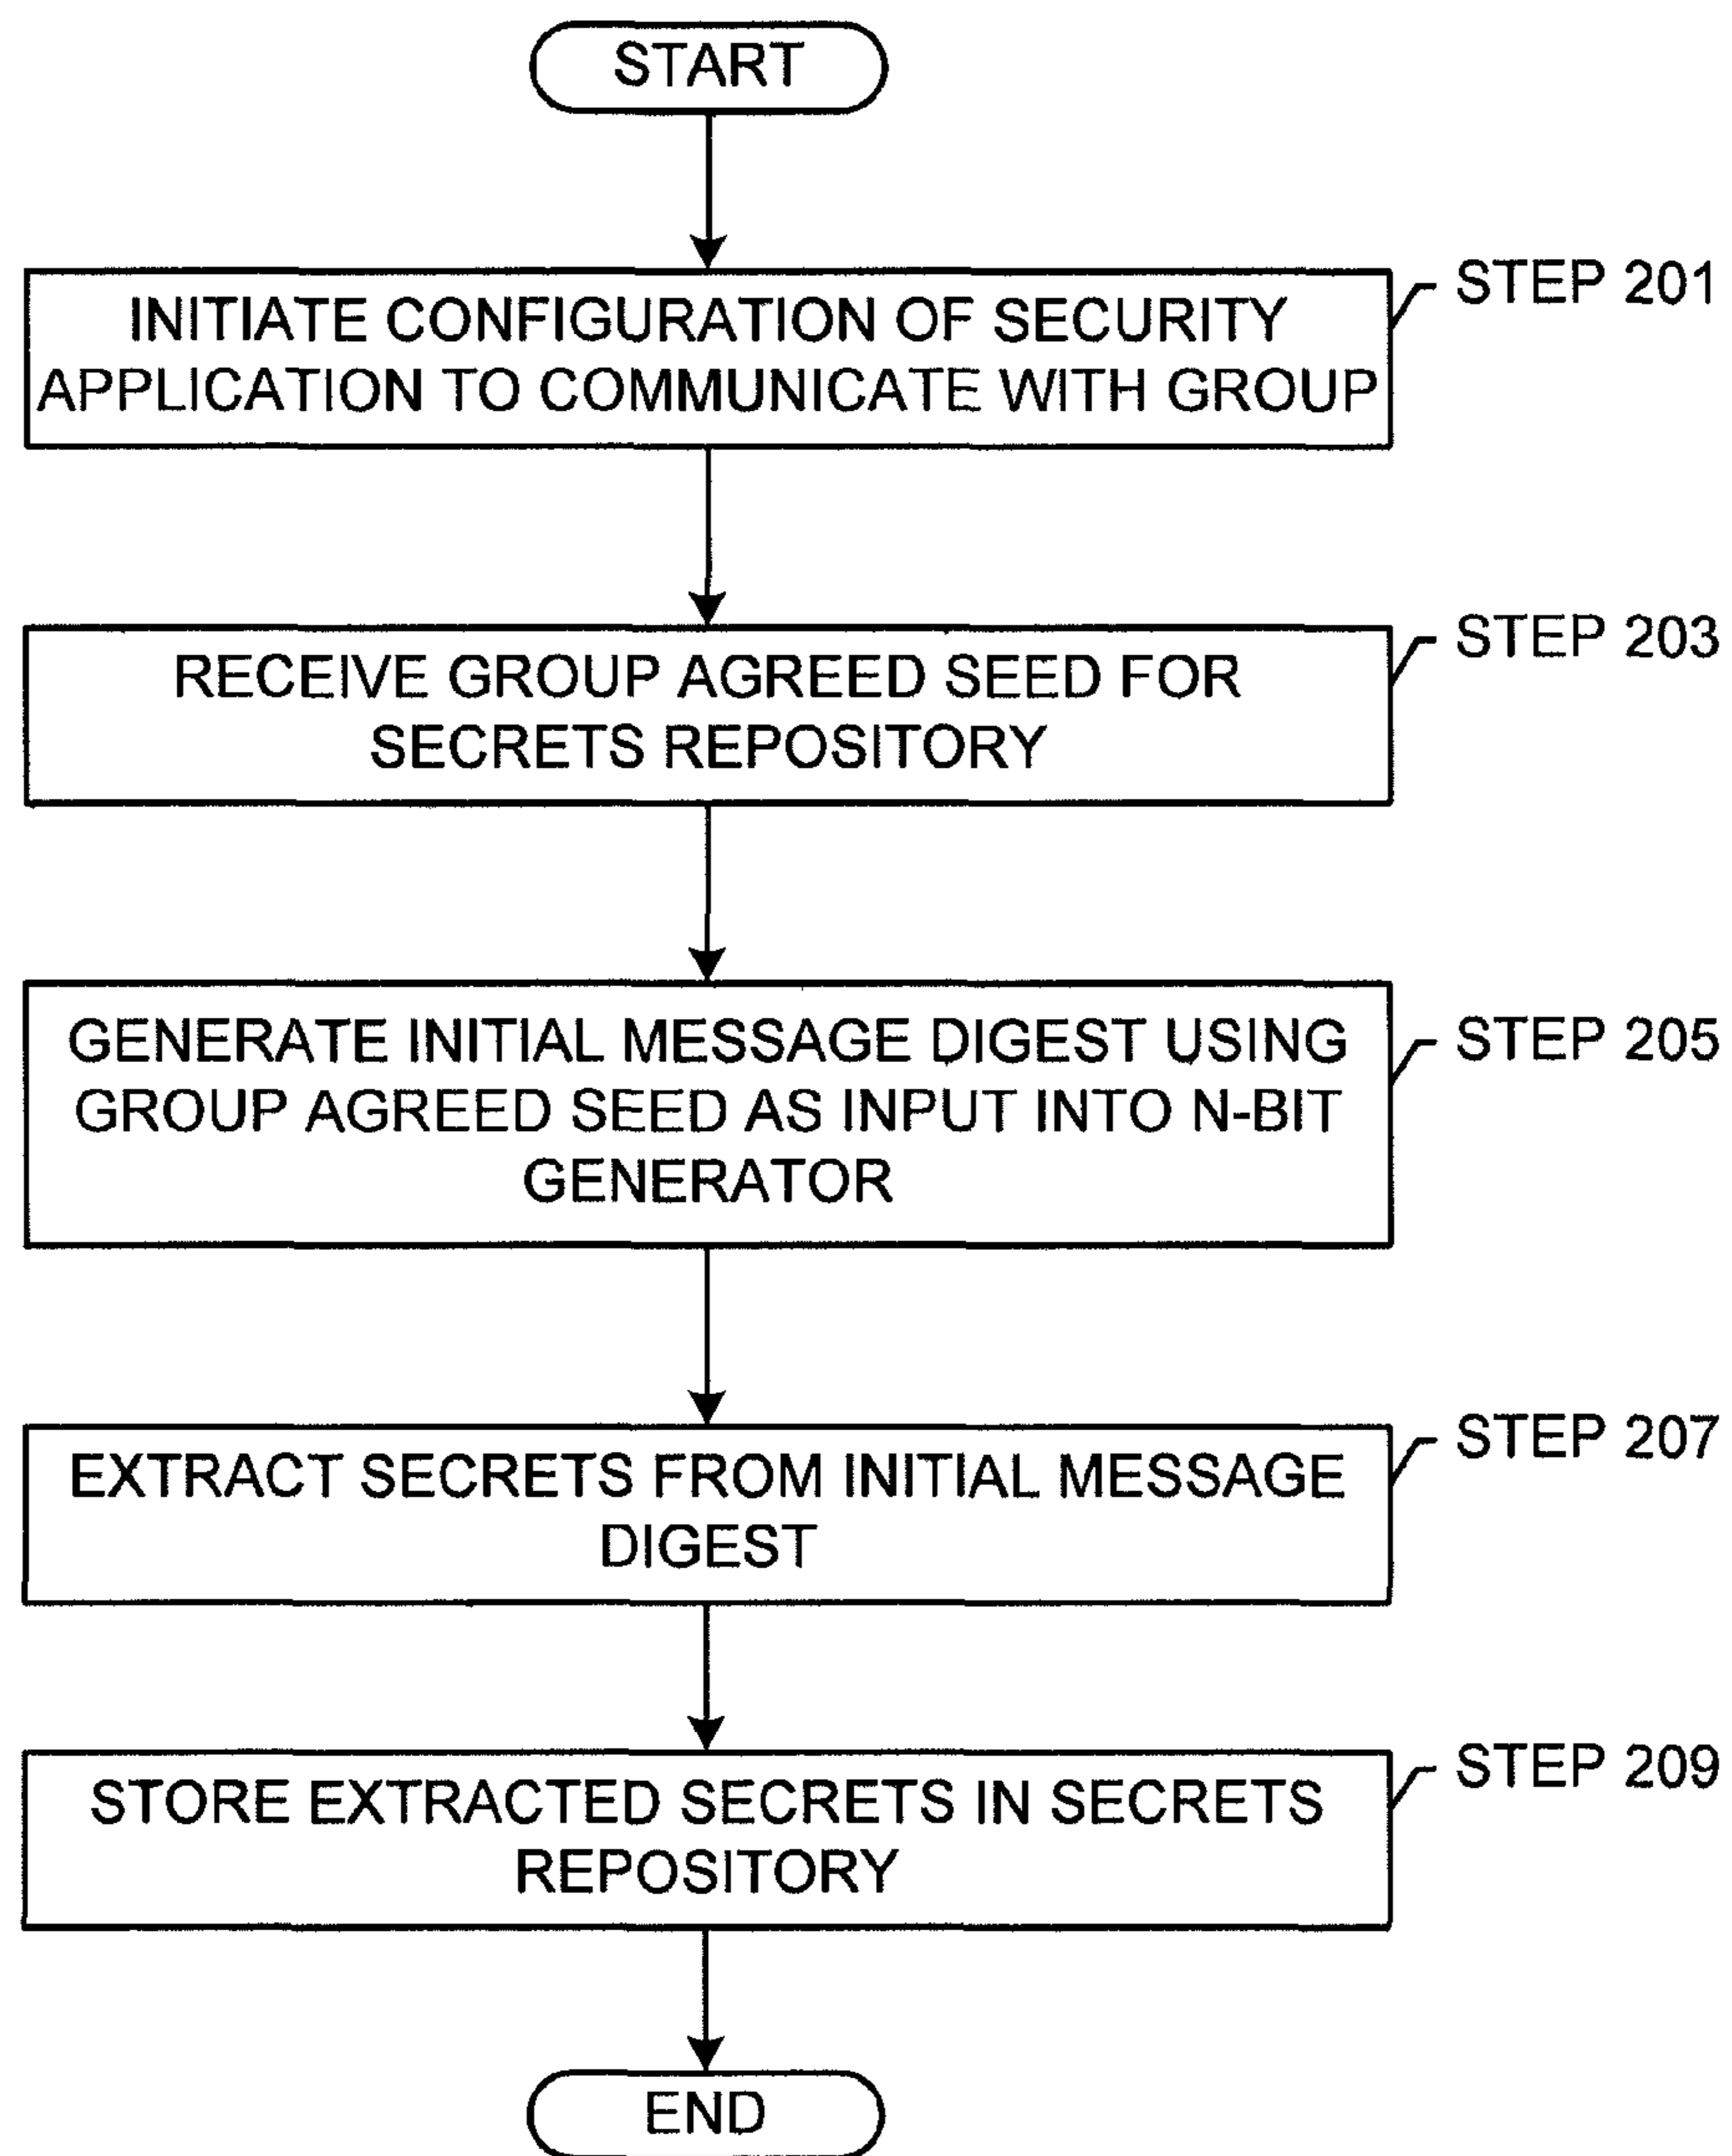 START
STEP 201
INITIATE CONFIGURATION OF SECURITY
APPLICATION TO COMMUNICATE WITH GROUP
STEP 203
RECEIVE GROUP AGREED SEED FOR
SECRETS REPOSITORY
STEP 205
GENERATE INITIAL MESSAGE DIGEST USING
GROUP AGREED SEED AS INPUT INTO N-BIT
GENERATOR
STEP 207
EXTRACT SECRETS FROM INITIAL MESSAGE
DIGEST
STEP 209
STORE EXTRACTED SECRETS IN SECRETS
REPOSITORY
END